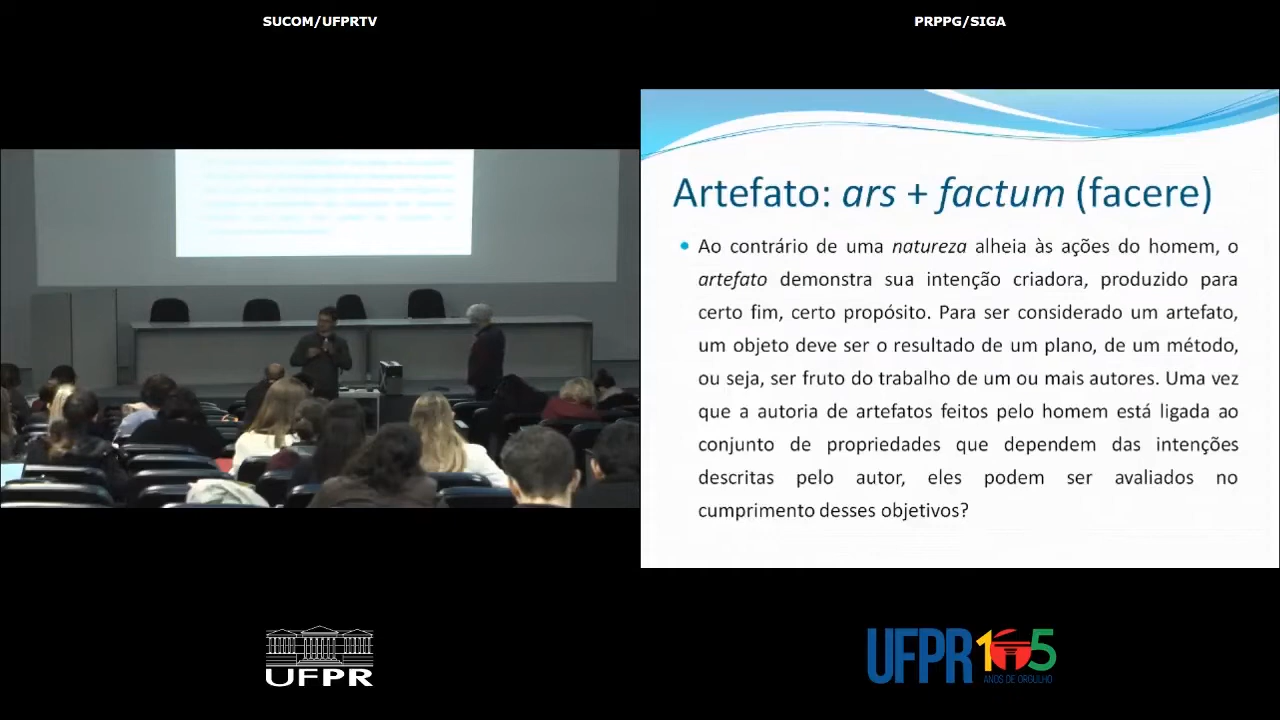 SUCOM/UFPRTV
PRPPG/SIGA
Artefato: ars + factum (facere)
• Ao contrário de uma natureza alheia às ações do homem, o
artefato demonstra sua intenção criadora, produzido para
certo fim, certo propósito. Para ser considerado um artefato,
um objeto deve ser o resultado de um plano, de um método,
ou seja, ser fruto do trabalho de um ou mais autores. Uma vez
que a autoria de artefatos feitos pelo homem está ligada ao
conjunto de propriedades que dependem das intenções
descritas pelo autor, eles podem ser avaliados no
cumprimento desses objetivos?
UFPR
UFPR 105
ANOS DE ORGULHO